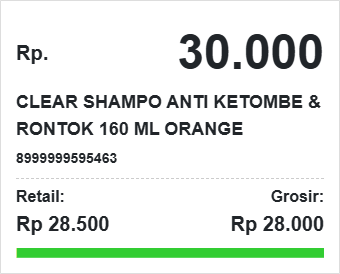 Rp. 30.000
CLEAR SHAMPO ANTI KETOMBE &
RONTOK 160 ML ORANGE
8999999595463
Retail: Grosir:
Rp 28.500 Rp 28.000